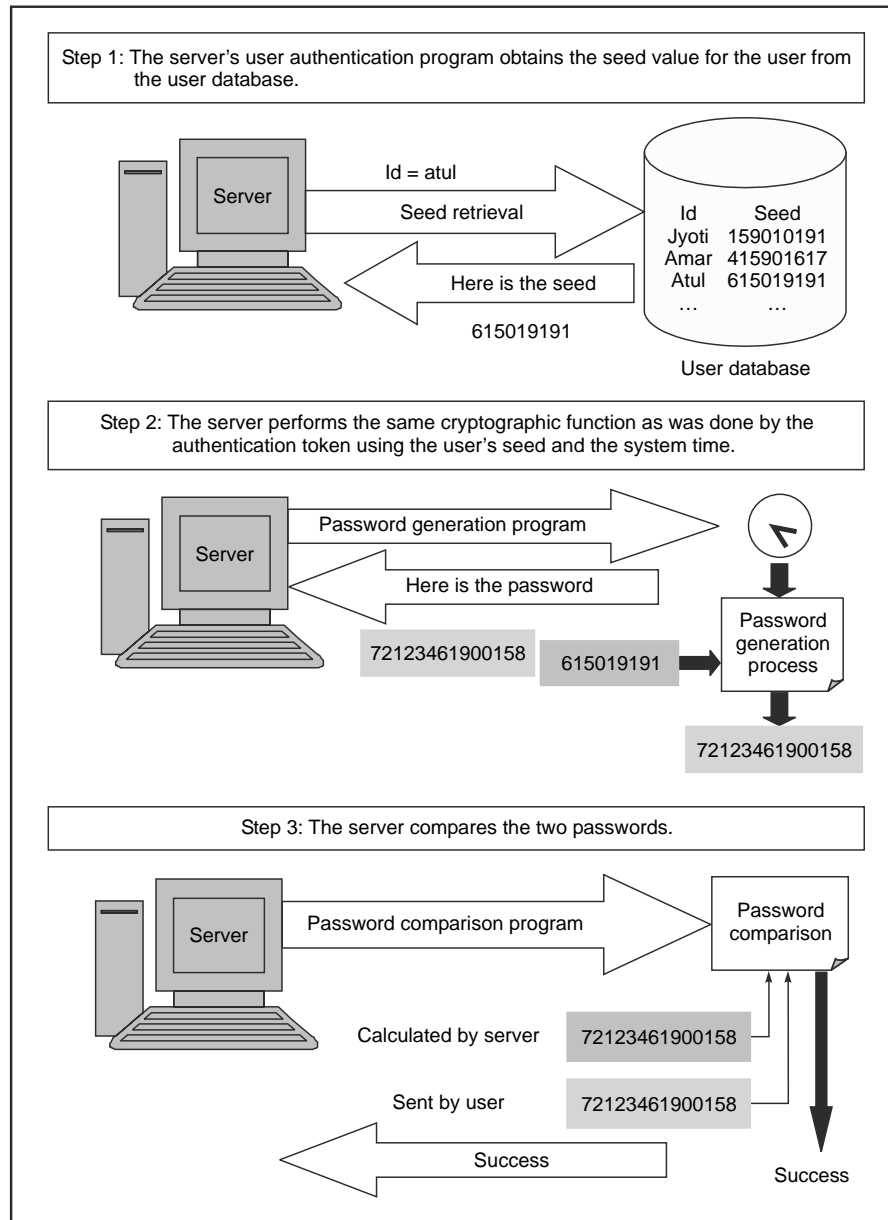 Step 1: The server's user authentication program obtains the seed value for the user from
the user database.
Server
Id = atul
Seed retrieval
Here is the seed
615019191
Id Seed
Jyoti 159010191
Amar 415901617
Atul 615019191
… …
User database
Step 2: The server performs the same cryptographic function as was done by the
authentication token using the user's seed and the system time.
Server
Password generation program
Here is the password
72123461900158
615019191
Password
generation
process
72123461900158
Step 3: The server compares the two passwords.
Server
Password comparison program
Password
comparison
Calculated by server
72123461900158
Sent by user
72123461900158
Success
Success